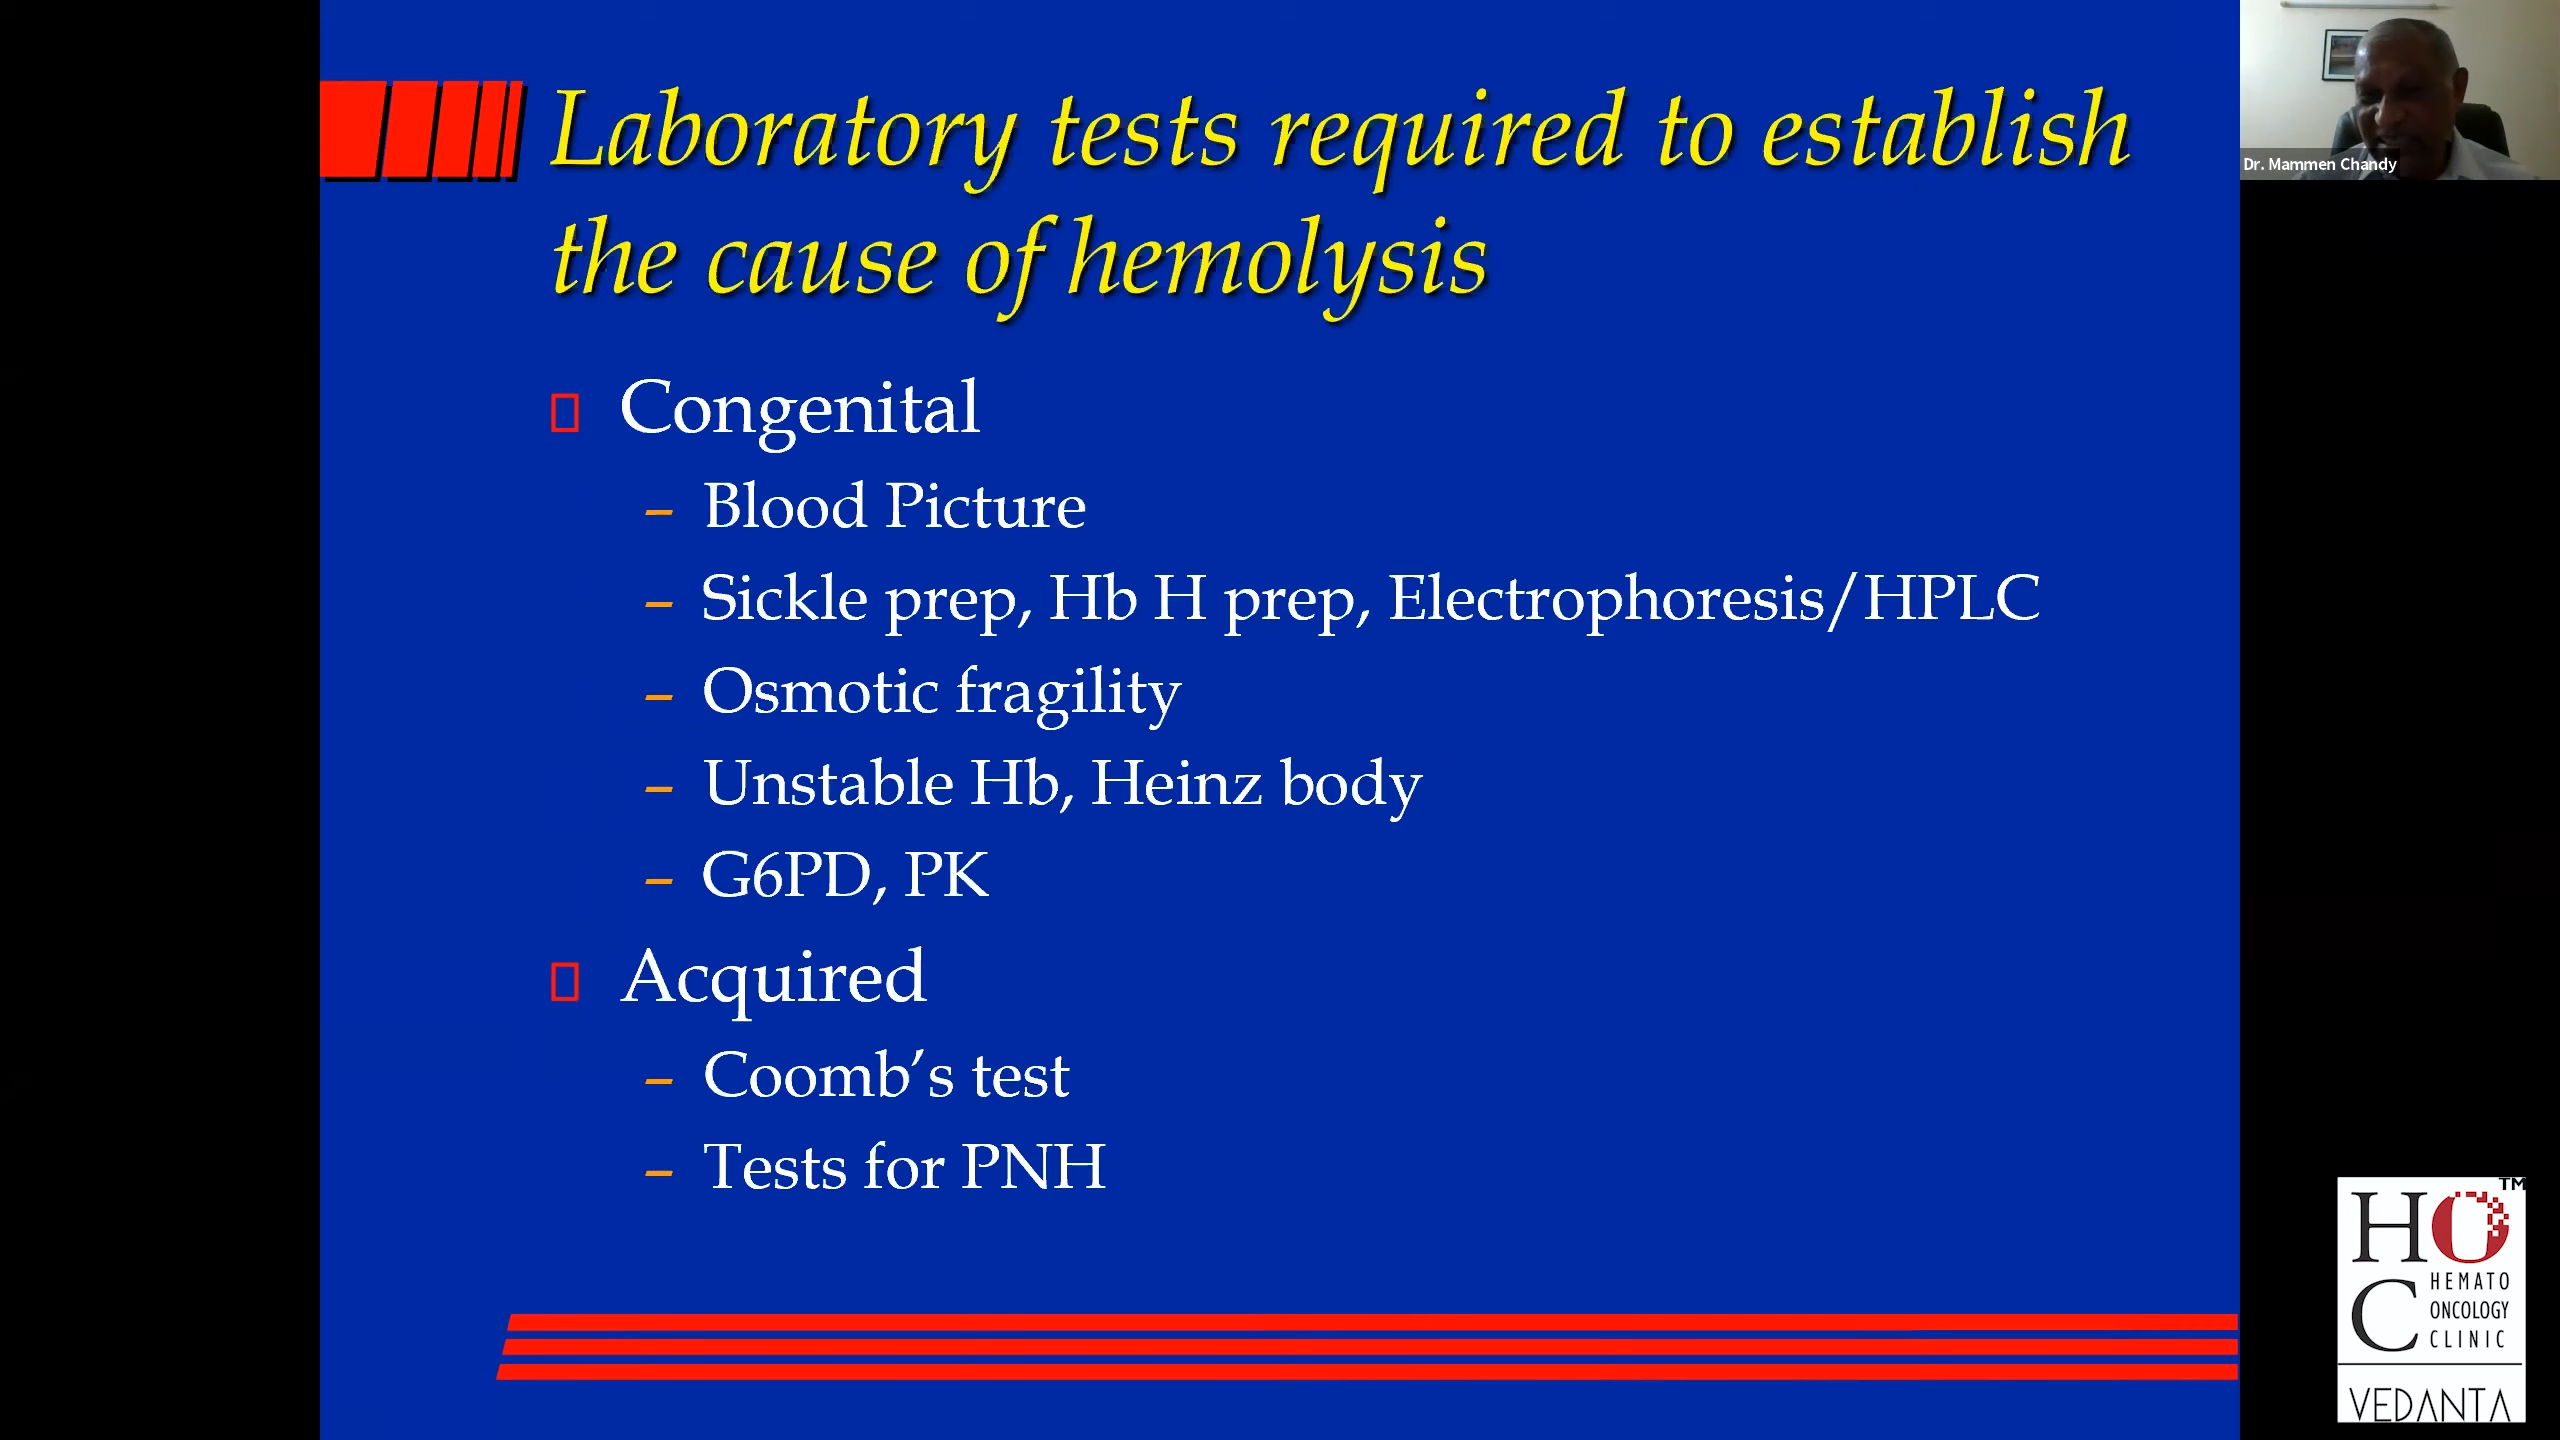 Laboratory tests required to establish
the cause of hemolysis
Congenital
– Blood Picture
– Sickle prep, Hb H prep, Electrophoresis/HPLC
– Osmotic fragility
– Unstable Hb, Heinz body
– G6PD, PK
Acquired
– Coomb’s test
– Tests for PNH
Dr. Mammen Chandy
HOC™
HEMATO
ONCOLOGY
CLINIC
VEDANTA